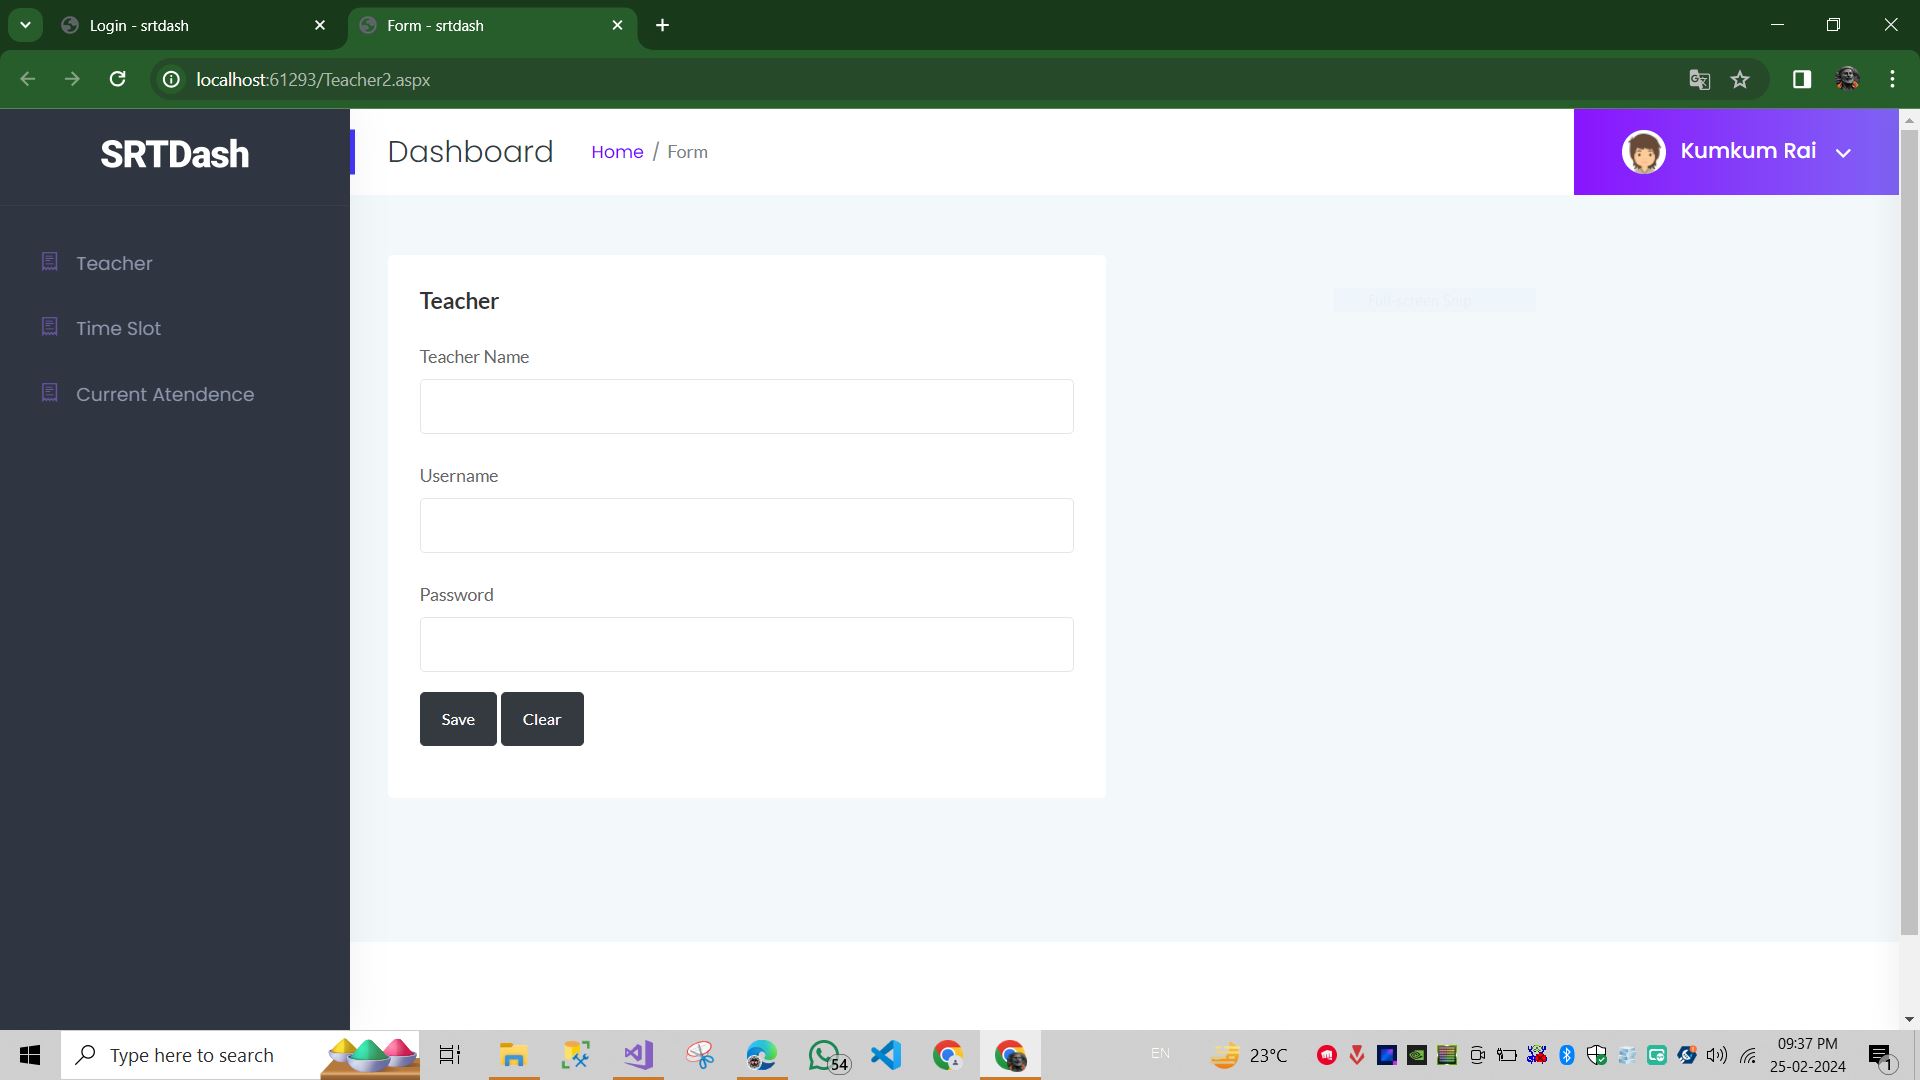 Login - srtdash
Form - srtdash
localhost:61293/Teacher2.aspx
SRTDash
Dashboard
Home / Form
Kumkum Rai
Teacher
Time Slot
Current Atendence
Teacher
Full-screen Snip
Teacher Name
Username
Password
Save
Clear
Type here to search
54
EN
23°C
09:37 PM
25-02-2024
1